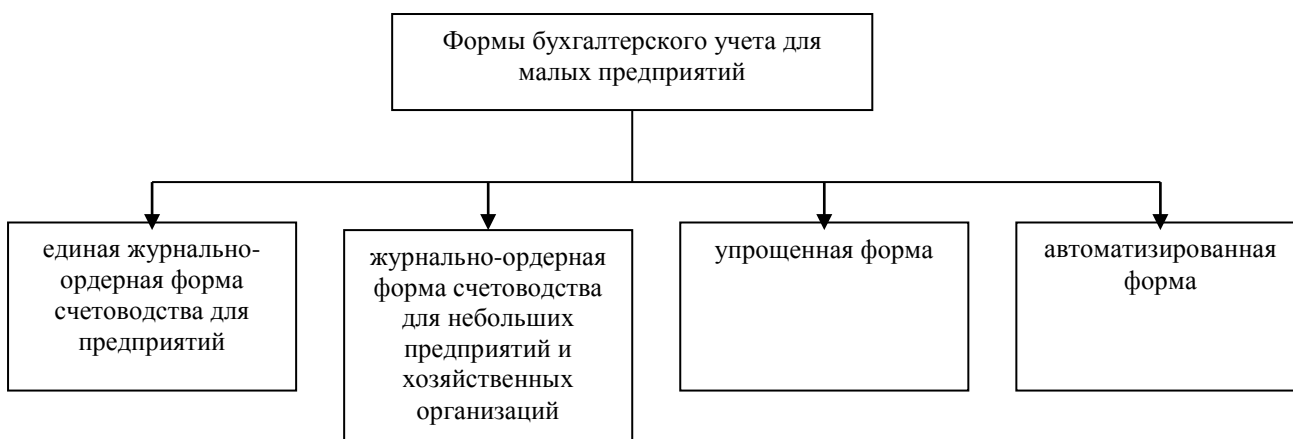 Формы бухгалтерского учета для
малых предприятий
единая журнально-
ордерная форма
счетоводства для
предприятий
журнально-ордерная
форма счетоводства
для небольших
предприятий и
хозяйственных
организаций
упрощенная форма
автоматизированная
форма